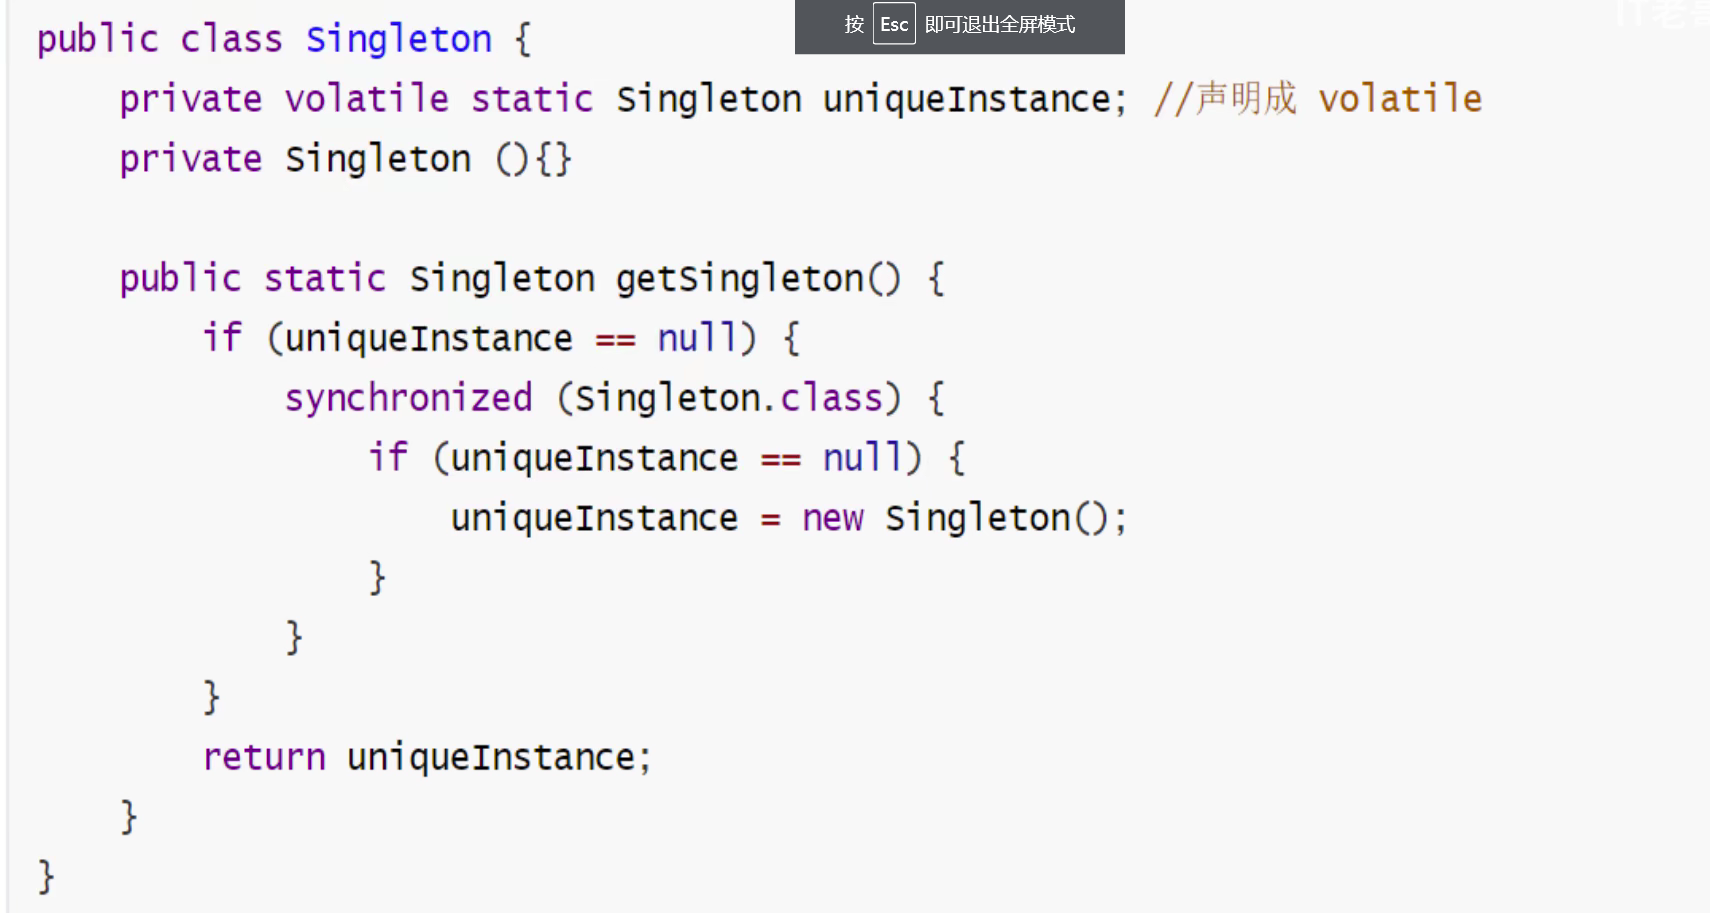 按 Esc 即可退出全屏模式
public class Singleton {
    private volatile static Singleton uniqueInstance; //声明成 volatile
    private Singleton (){}
    public static Singleton getSingleton() {
        if (uniqueInstance == null) {
            synchronized (Singleton.class) {
                if (uniqueInstance == null) {
                    uniqueInstance = new Singleton();
                }
            }
        }
        return uniqueInstance;
    }
}